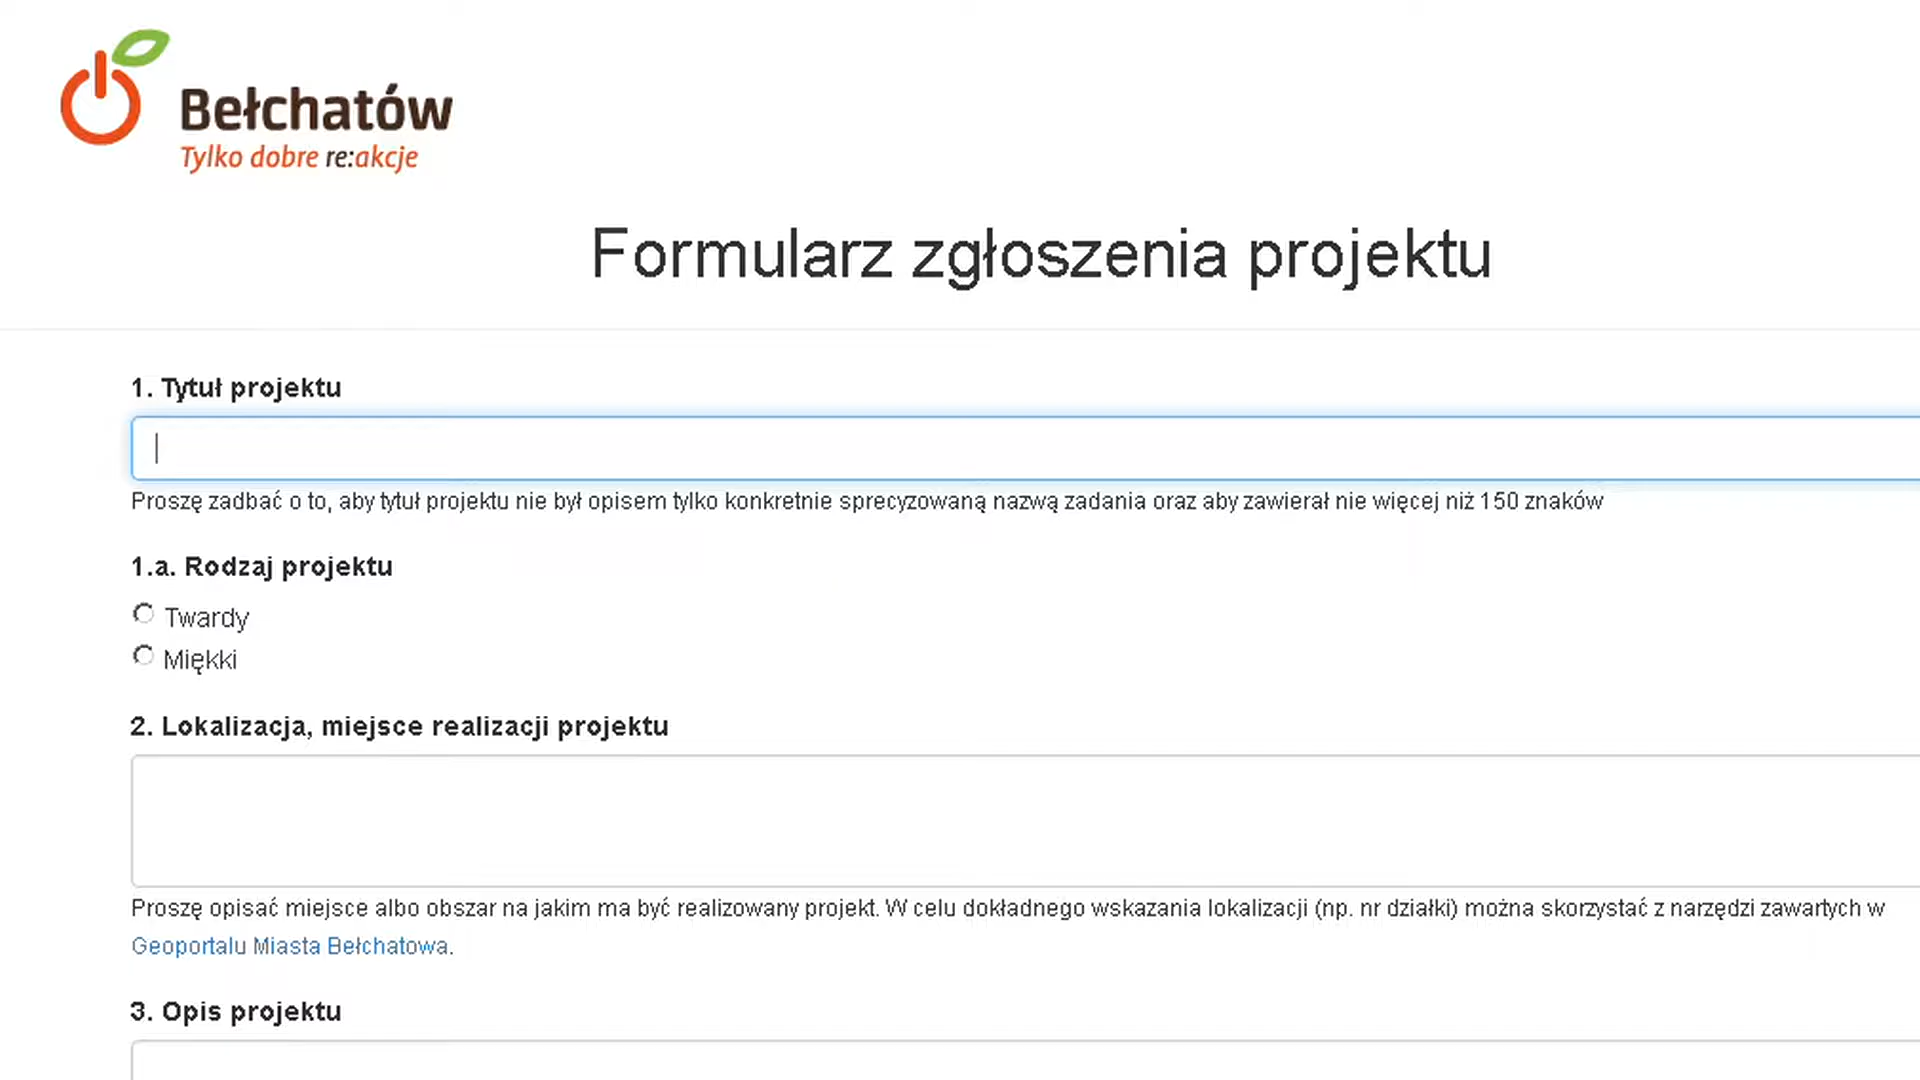 Bełchatów
Tylko dobre re:akcje
Formularz zgłoszenia projektu
1. Tytuł projektu
Proszę zadbać o to, aby tytuł projektu nie był opisem tylko konkretnie sprecyzowaną nazwą zadania oraz aby zawierał nie więcej niż 150 znaków
1.a. Rodzaj projektu
Twardy
Miękki
2. Lokalizacja, miejsce realizacji projektu
Proszę opisać miejsce albo obszar na jakim ma być realizowany projekt. W celu dokładnego wskazania lokalizacji (np. nr działki) można skorzystać z narzędzi zawartych w
Geoportalu Miasta Bełchatowa.
3. Opis projektu